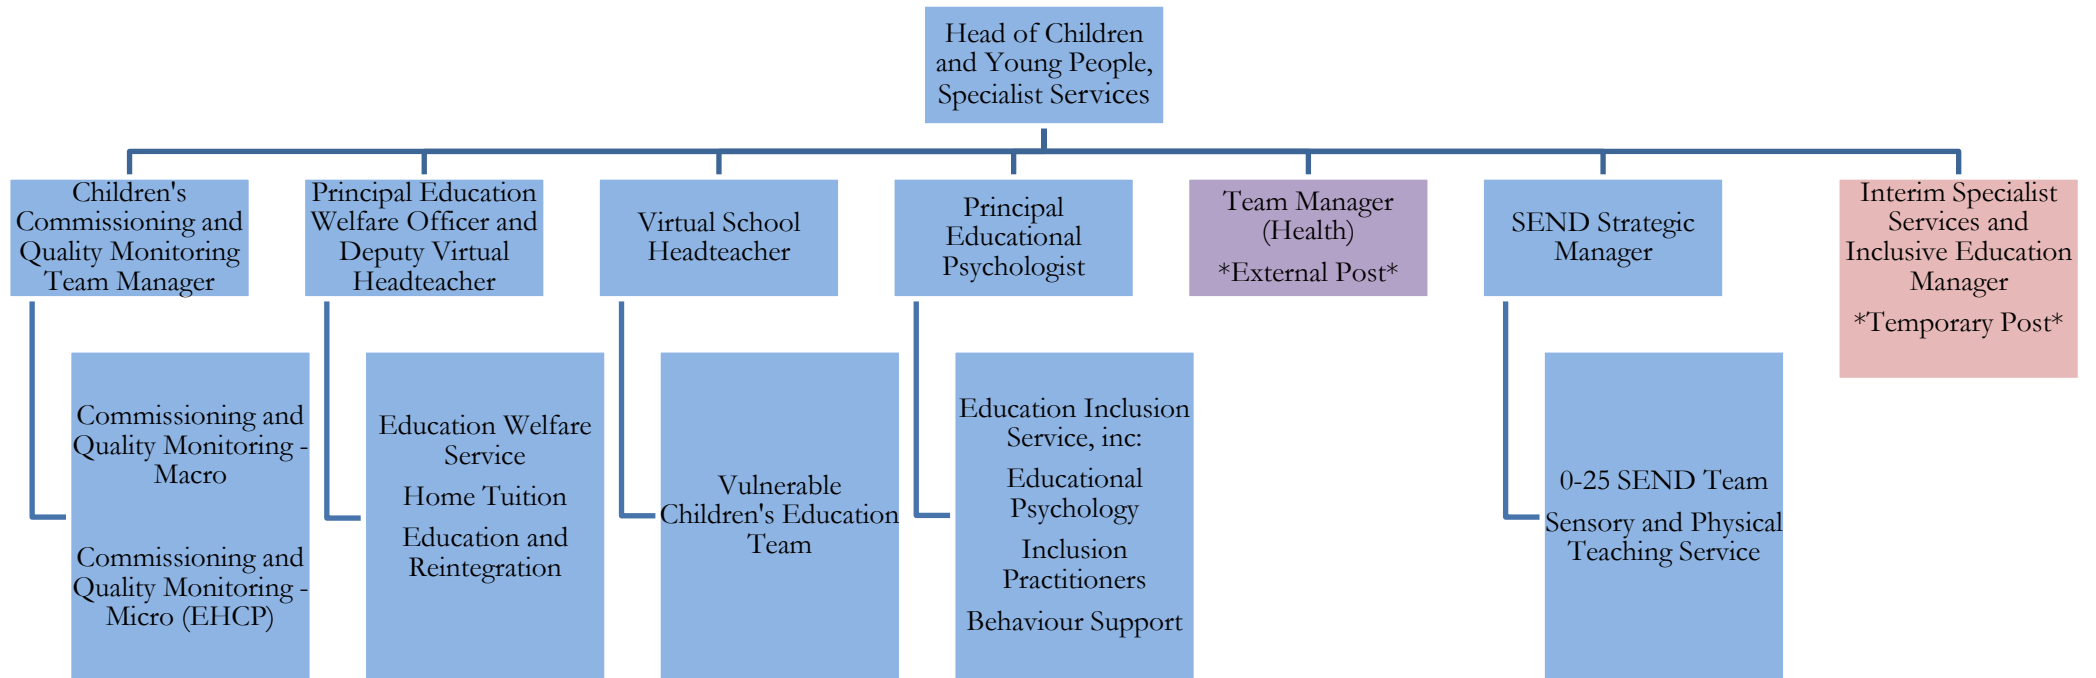 Head of Children
and Young People,
Specialist Services
Children's
Commissioning and
Quality Monitoring
Team Manager
Principal Education
Welfare Officer and
Deputy Virtual
Headteacher
Virtual School
Headteacher
Principal
Educational
Psychologist
Team Manager
(Health)
*External Post*
SEND Strategic
Manager
Interim Specialist
Services and
Inclusive Education
Manager
*Temporary Post*
Commissioning and
Quality Monitoring -
Macro
Commissioning and
Quality Monitoring -
Micro (EHCP)
Education Welfare
Service
Home Tuition
Education and
Reintegration
Vulnerable
Children's Education
Team
Education Inclusion
Service, inc:
Educational
Psychology
Inclusion
Practitioners
Behaviour Support
0-25 SEND Team
Sensory and Physical
Teaching Service